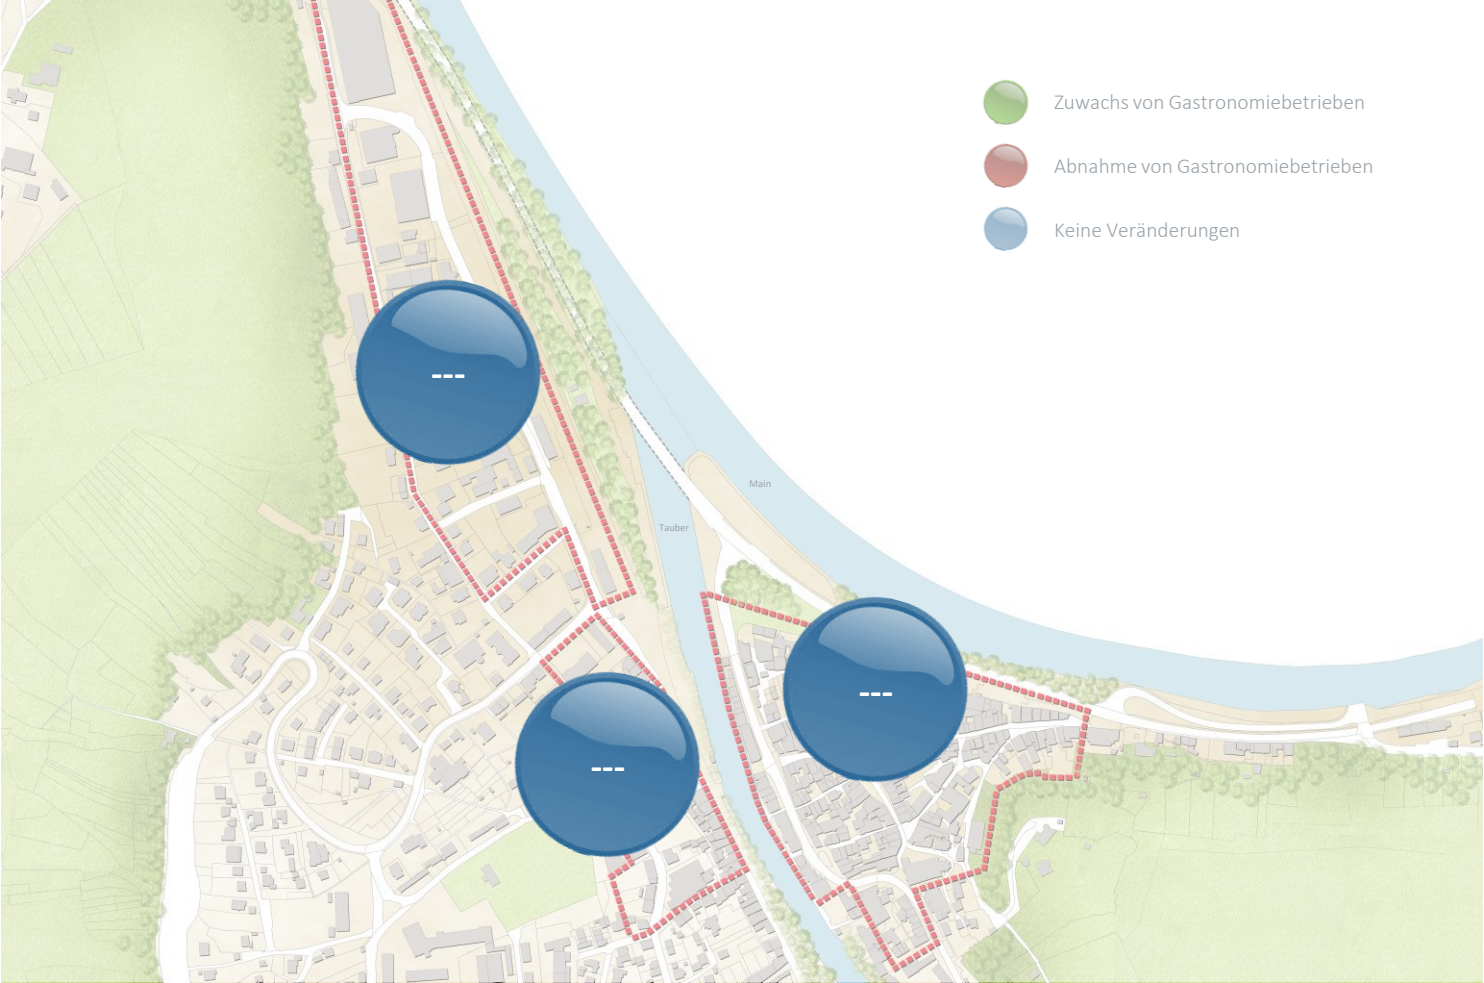 Zuwachs von Gastronomiebetrieben
Abnahme von Gastronomiebetrieben
Keine Veränderungen
---
Main
Tauber
---
---